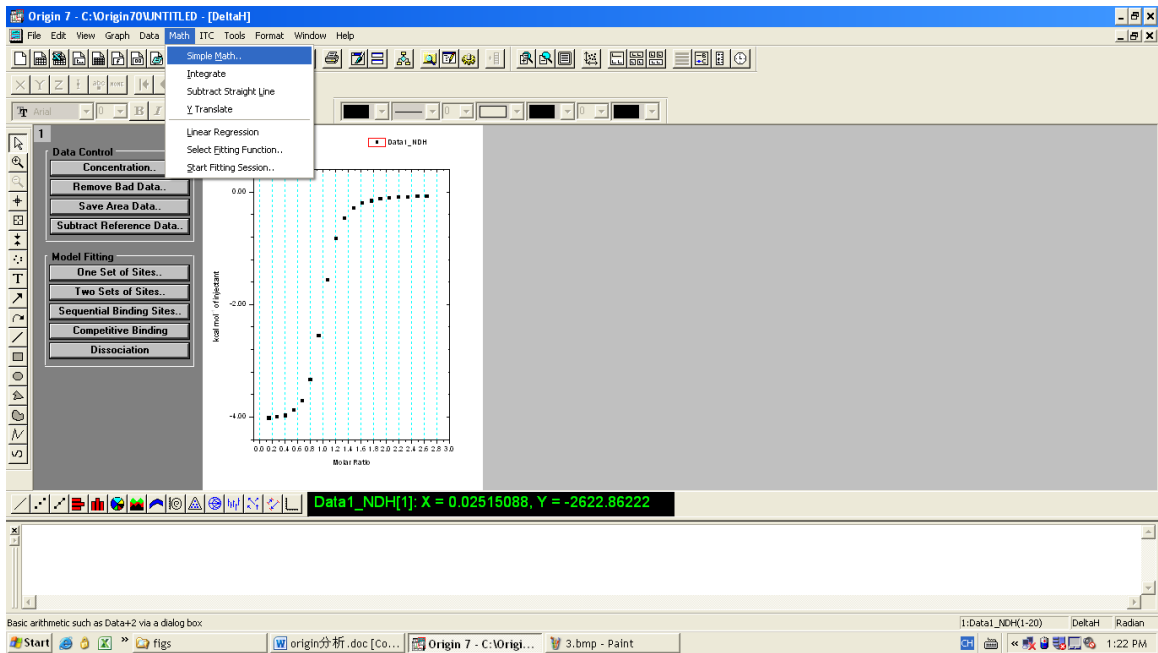 Origin 7 - C:\Origin70\UNTITLED - [DeltaH]
File Edit View Graph Data Math ITC Tools Format Window Help
Simple Math..
Integrate
Subtract Straight Line
Y Translate
Linear Regression
Select Fitting Function..
Start Fitting Session..
Arial 0 B I 0 0
1
Data Control
Concentration..
Remove Bad Data..
Save Area Data..
Subtract Reference Data..
Model Fitting
One Set of Sites..
Two Sets of Sites..
Sequential Binding Sites..
Competitive Binding
Dissociation
Data1_NDH
0.00
-2.00
-4.00
kcal mol of injectant
0.0 0.2 0.4 0.6 0.8 1.0 1.2 1.4 1.6 1.8 2.0 2.2 2.4 2.6 2.8 3.0
Molar Ratio
Data1_NDH[1]: X = 0.02515088, Y = -2622.86222
Basic arithmetic such as Data+2 via a dialog box
1:Data1_NDH(1-20) DeltaH Radian
Start figs origin分析.doc [Co... Origin 7 - C:\Origi... 3.bmp - Paint CH 1:22 PM